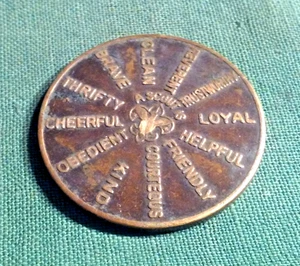 A SCOUT IS
TRUSTWORTHY
LOYAL
HELPFUL
FRIENDLY
COURTEOUS
KIND
OBEDIENT
CHEERFUL
THRIFTY
BRAVE
CLEAN
REVERENT